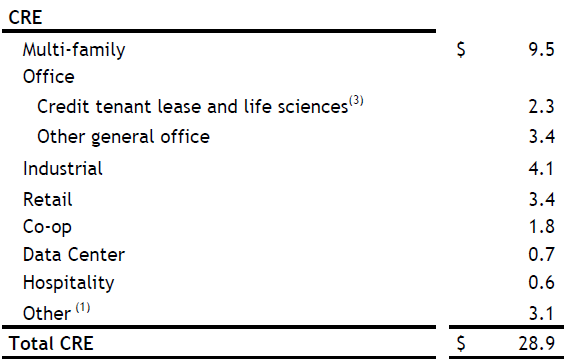 CRE
Multi-family $ 9.5
Office
Credit tenant lease and life sciences(3) 2.3
Other general office 3.4
Industrial 4.1
Retail 3.4
Co-op 1.8
Data Center 0.7
Hospitality 0.6
Other (1) 3.1
Total CRE $ 28.9